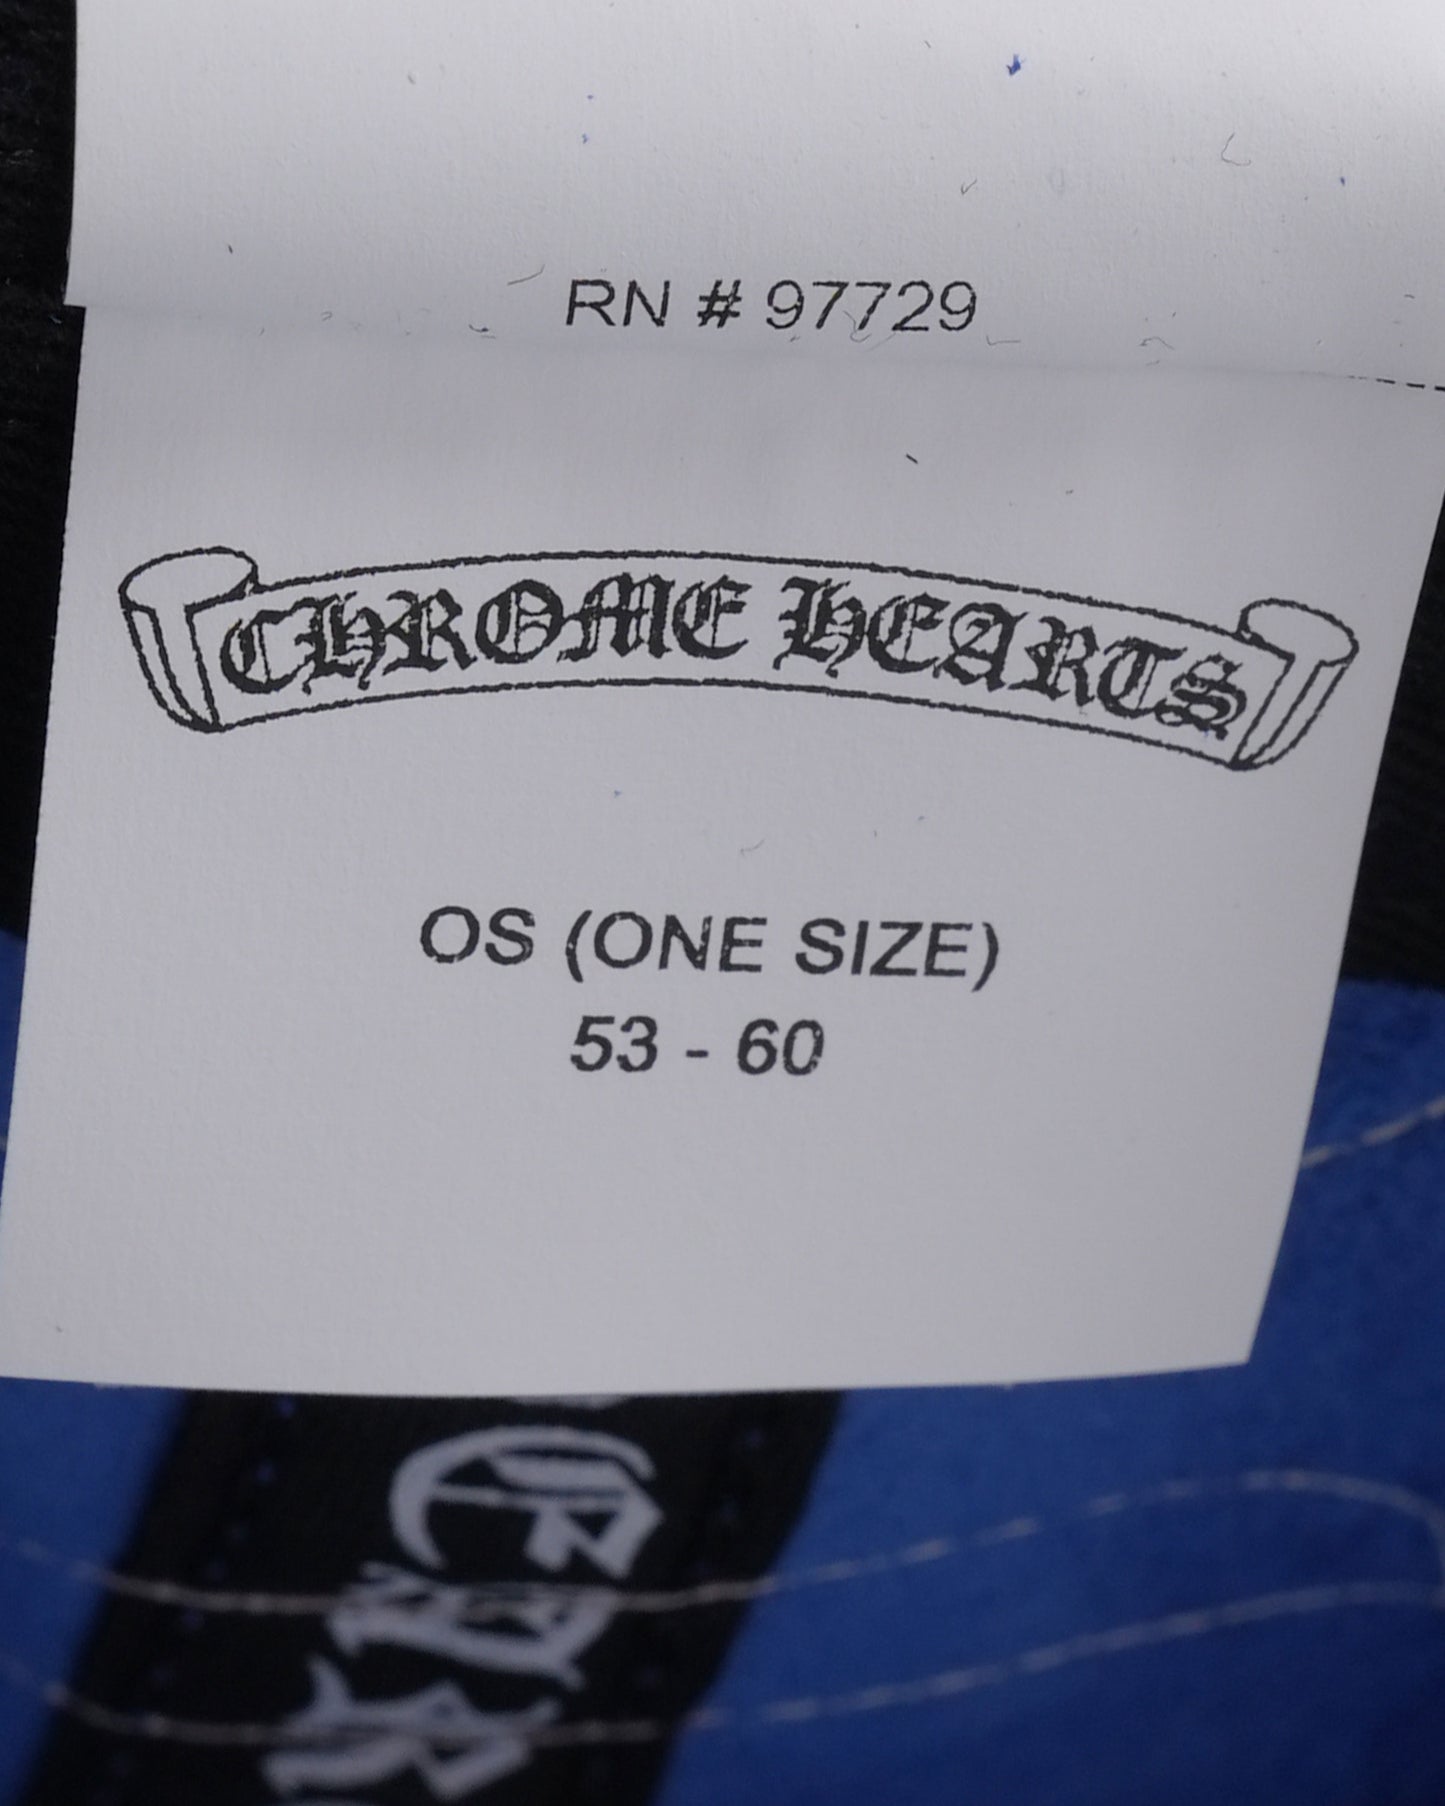 RN # 97729
CHROME HEARTS
OS (ONE SIZE)
53 - 60